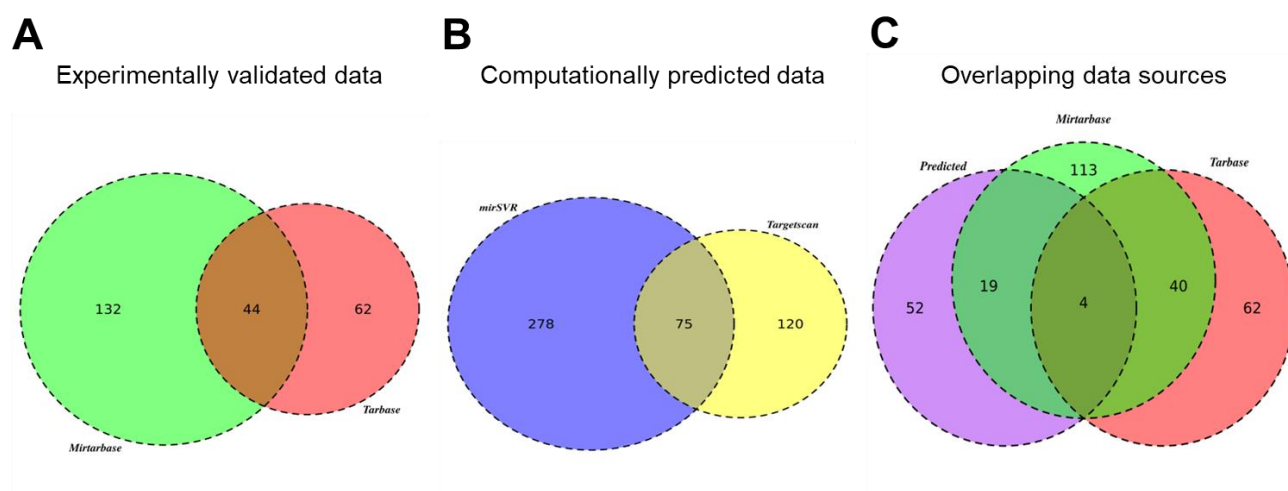 A
Experimentally validated data
132
44
62
Tarbase
Mirtarbase
B
Computationally predicted data
mirSVR
Targetscan
278
75
120
C
Overlapping data sources
Mirtarbase
Predicted
Tarbase
113
52
19
4
40
62